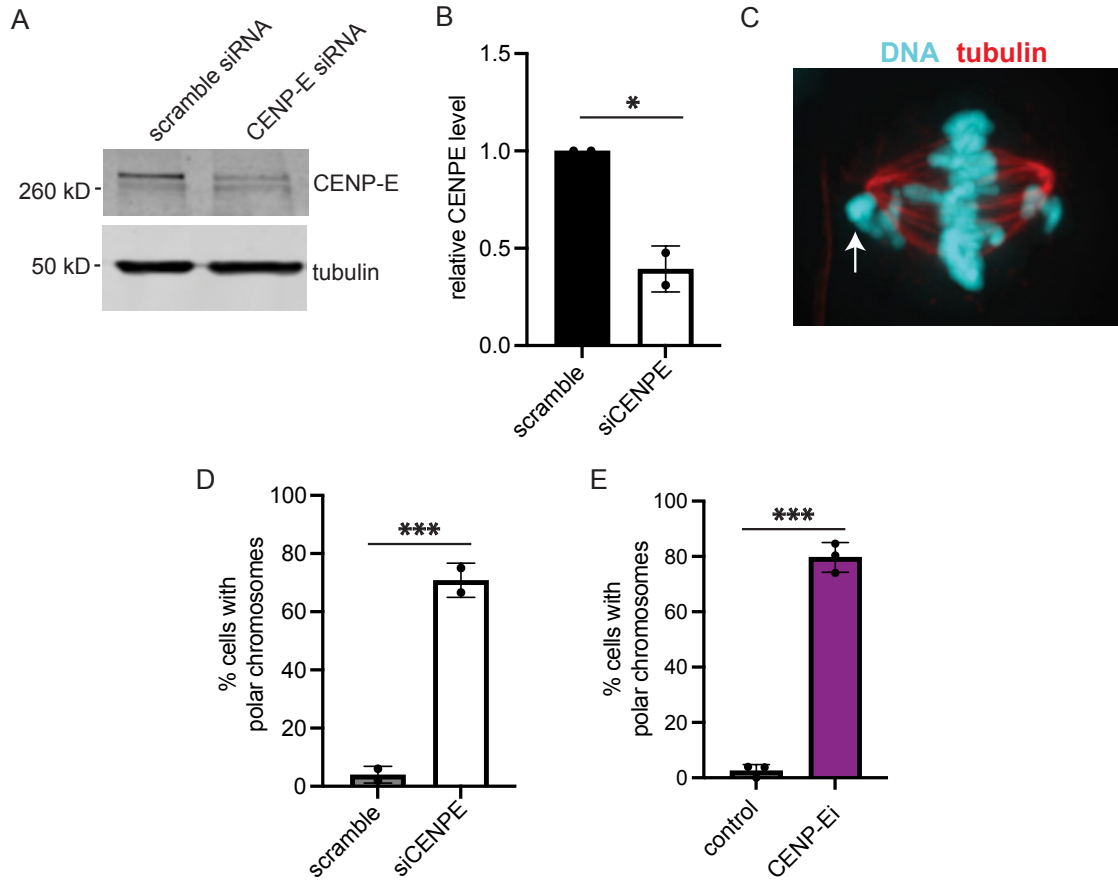 A
scramble siRNA
CENP-E siRNA
260 kD
CENP-E
50 kD
tubulin
B
relative CENPE level
1.5
1.0
0.5
0.0
*
scramble
siCENPE
C
DNA tubulin
D
% cells with
polar chromosomes
100
80
60
40
20
0
***
scramble
siCENPE
E
% cells with
polar chromosomes
100
80
60
40
20
0
***
control
CENP-Ei